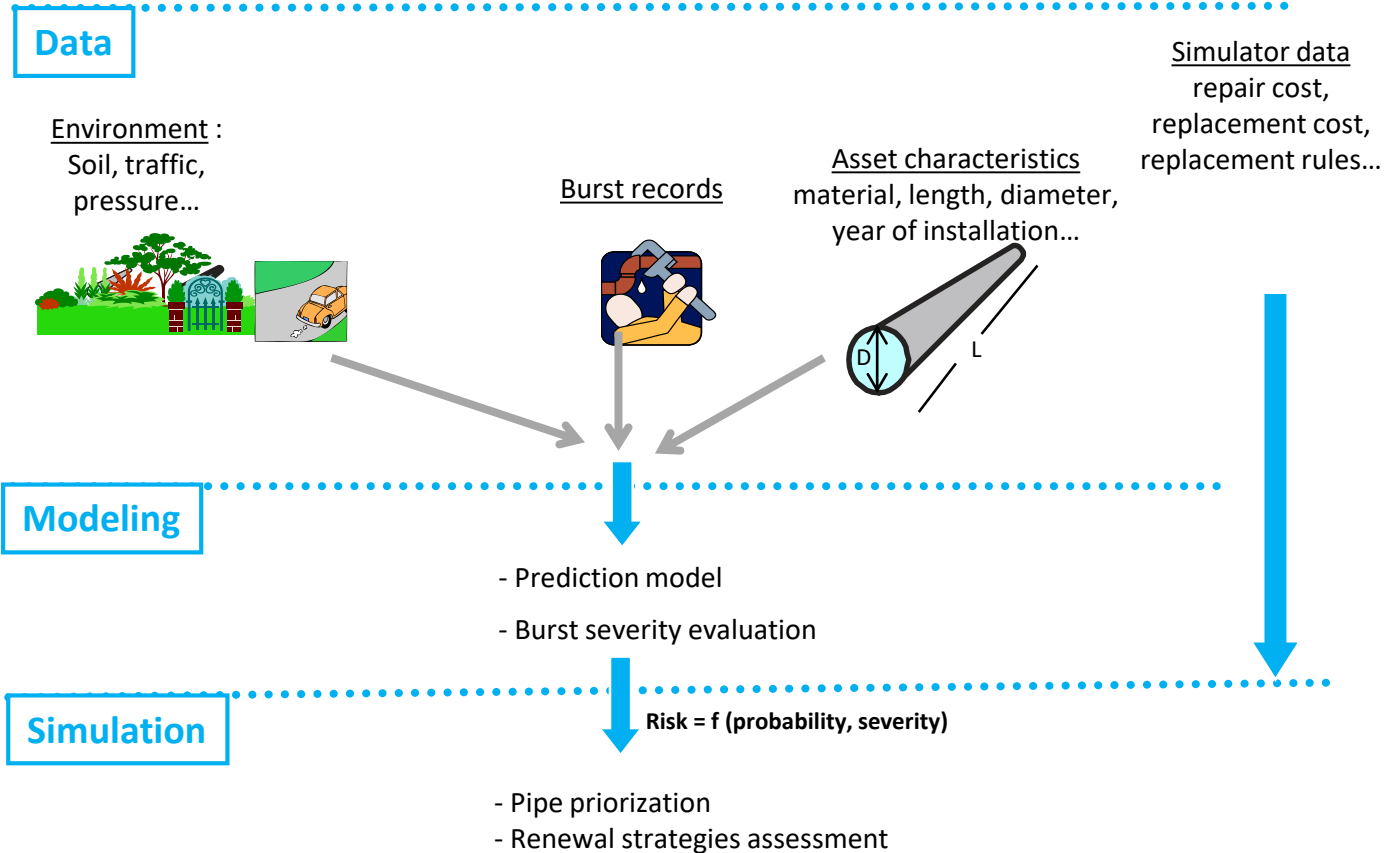 Data
Simulator data
repair cost,
replacement cost,
replacement rules…
Environment :
Soil, traffic,
pressure…
Burst records
Asset characteristics
material, length, diameter,
year of installation…
D
L
Modeling
- Prediction model
- Burst severity evaluation
Simulation
Risk = f (probability, severity)
- Pipe priorization
- Renewal strategies assessment